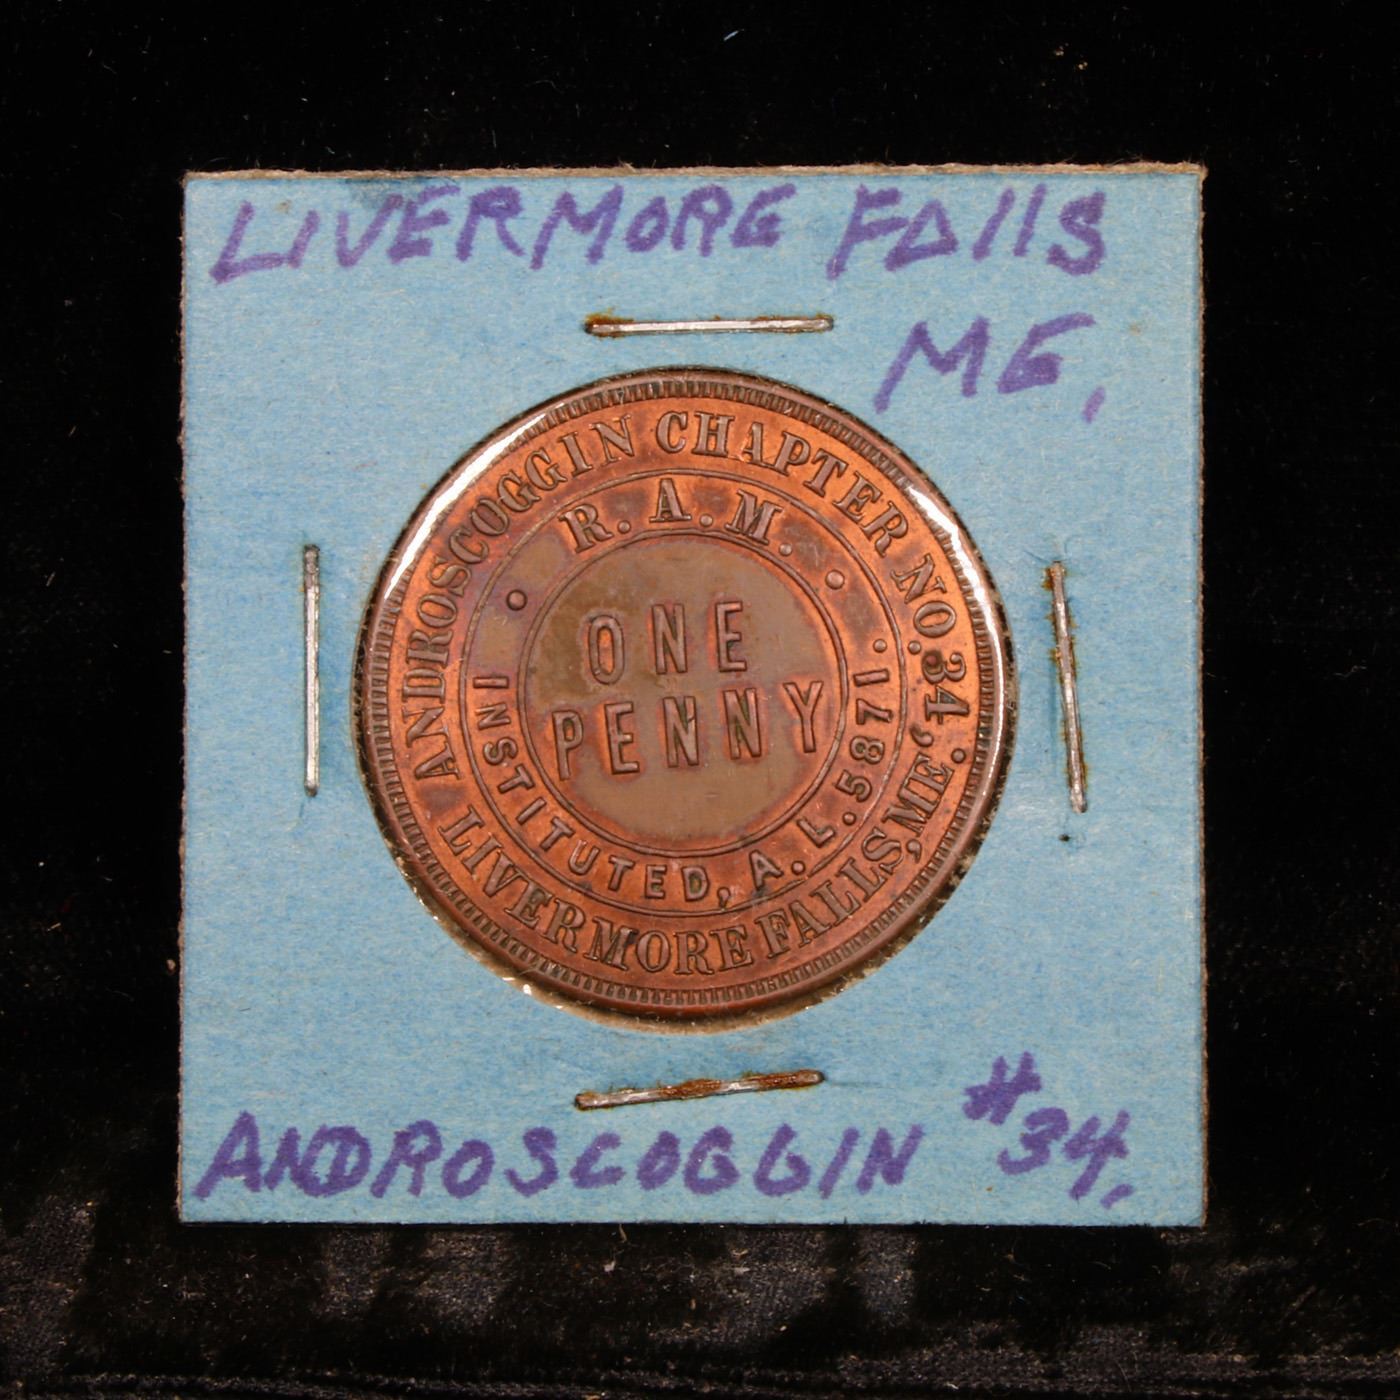 LIVERMORE FAllS
ME,
ANDROSCOGGIN CHAPTER NO. 34,
R. A. M.
ONE
PENNY
INSTITUTED, A. L. 5871.
LIVERMORE FALLS, ME.
ANDROSCOGGIN #34,